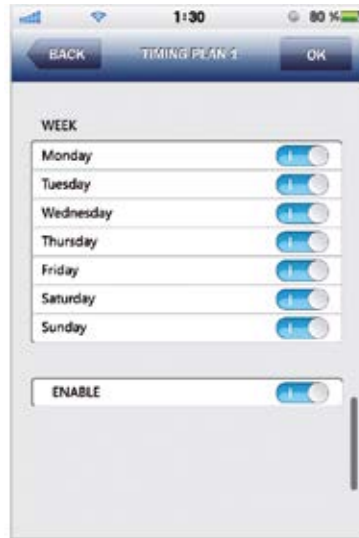 1:30 80 %
BACK TIMING PLAN 1 OK
WEEK
Monday
Tuesday
Wednesday
Thursday
Friday
Saturday
Sunday
ENABLE